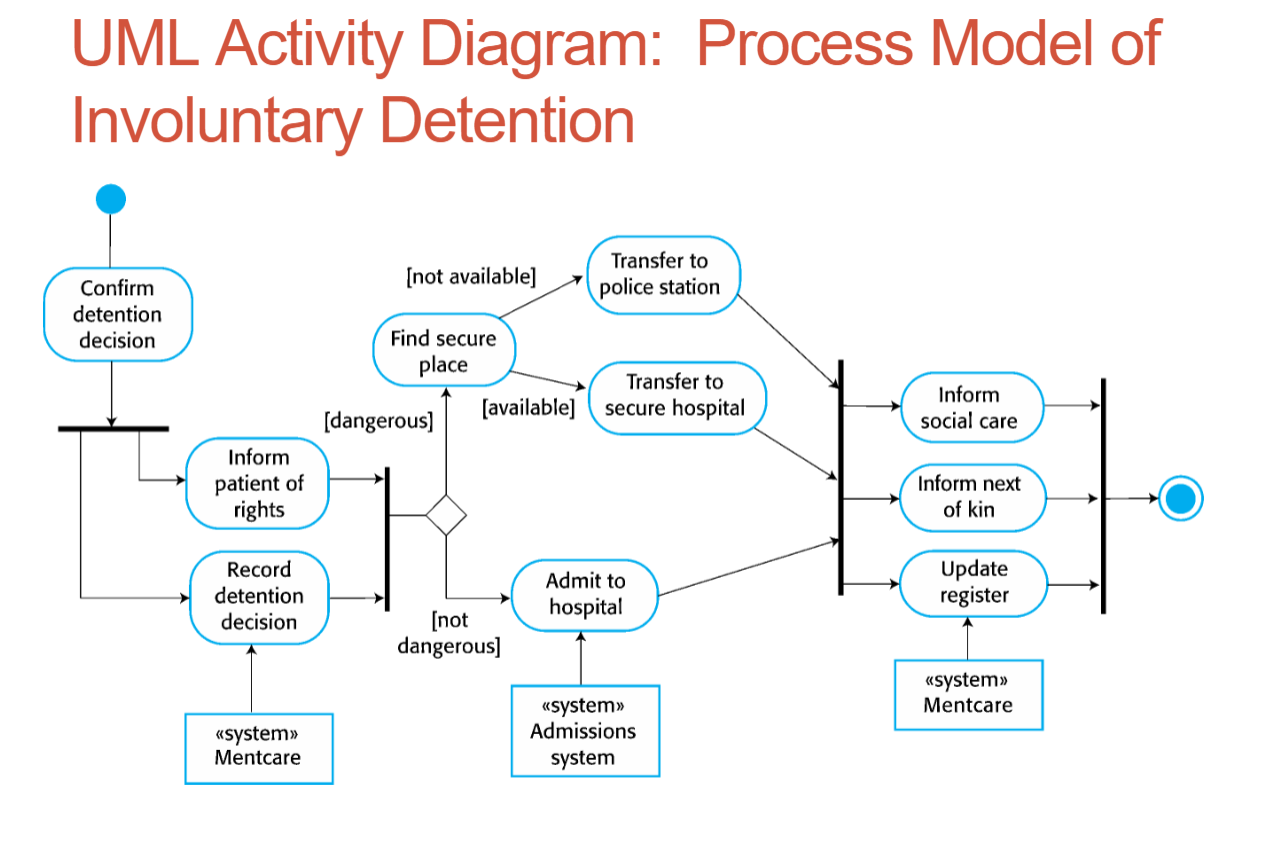 UML Activity Diagram: Process Model of
Involuntary Detention
Confirm
detention
decision
Inform
patient of
rights
Record
detention
decision
«system»
Mentcare
[dangerous]
[not
dangerous]
Find secure
place
[not available]
[available]
Transfer to
police station
Transfer to
secure hospital
Admit to
hospital
«system»
Admissions
system
Inform
social care
Inform next
of kin
Update
register
«system»
Mentcare